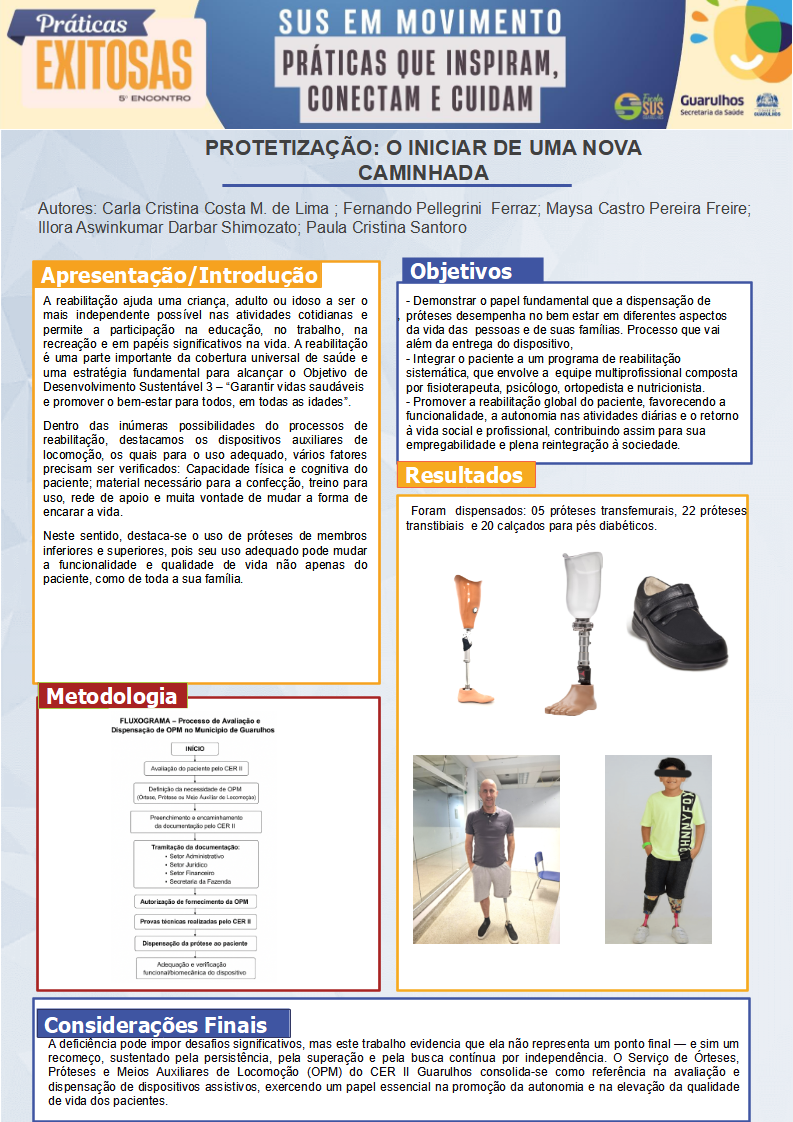 Práticas
EXITOSAS
5º ENCONTRO
SUS EM MOVIMENTO
PRÁTICAS QUE INSPIRAM,
CONECTAM E CUIDAM
Escola
SUS
Guarulhos
Secretaria da Saúde
GUARULHOS
PROTETIZAÇÃO: O INICIAR DE UMA NOVA
CAMINHADA
Autores: Carla Cristina Costa M. de Lima ; Fernando Pellegrini Ferraz; Maysa Castro Pereira Freire;
Illora Aswinkumar Darbar Shimozato; Paula Cristina Santoro
Apresentação/Introdução
A reabilitação ajuda uma criança, adulto ou idoso a ser o
mais independente possível nas atividades cotidianas e
permite a participação na educação, no trabalho, na
recreação e em papéis significativos na vida. A reabilitação
é uma parte importante da cobertura universal de saúde e
uma estratégia fundamental para alcançar o Objetivo de
Desenvolvimento Sustentável 3 – “Garantir vidas saudáveis
e promover o bem-estar para todos, em todas as idades”.
Dentro das inúmeras possibilidades do processos de
reabilitação, destacamos os dispositivos auxiliares de
locomoção, os quais para o uso adequado, vários fatores
precisam ser verificados: Capacidade física e cognitiva do
paciente; material necessário para a confecção, treino para
uso, rede de apoio e muita vontade de mudar a forma de
encarar a vida.
Neste sentido, destaca-se o uso de próteses de membros
inferiores e superiores, pois seu uso adequado pode mudar
a funcionalidade e qualidade de vida não apenas do
paciente, como de toda a sua família.
Metodologia
FLUXOGRAMA – Processo de Avaliação e
Dispensação de OPM no Município de Guarulhos
INÍCIO
Avaliação do paciente pelo CER II
Definição da necessidade de OPM
(Órtese, Prótese ou Meio Auxiliar de Locomoção)
Preenchimento e encaminhamento
da documentação pelo CER II
Tramitação da documentação:
• Setor Administrativo
• Setor Jurídico
• Setor Financeiro
• Secretaria da Fazenda
Autorização de fornecimento da OPM
Provas técnicas realizadas pelo CER II
Dispensação da prótese ao paciente
Adequação e verificação
funcional/biomecânica do dispositivo
Objetivos
- Demonstrar o papel fundamental que a dispensação de
próteses desempenha no bem estar em diferentes aspectos
da vida das pessoas e de suas famílias. Processo que vai
além da entrega do dispositivo,
- Integrar o paciente a um programa de reabilitação
sistemática, que envolve a equipe multiprofissional composta
por fisioterapeuta, psicólogo, ortopedista e nutricionista.
- Promover a reabilitação global do paciente, favorecendo a
funcionalidade, a autonomia nas atividades diárias e o retorno
à vida social e profissional, contribuindo assim para sua
empregabilidade e plena reintegração à sociedade.
Resultados
Foram dispensados: 05 próteses transfemurais, 22 próteses
transtibiais e 20 calçados para pés diabéticos.
JOHNNYFOX
Considerações Finais
A deficiência pode impor desafios significativos, mas este trabalho evidencia que ela não representa um ponto final — e sim um
recomeço, sustentado pela persistência, pela superação e pela busca contínua por independência. O Serviço de Órteses,
Próteses e Meios Auxiliares de Locomoção (OPM) do CER II Guarulhos consolida-se como referência na avaliação e
dispensação de dispositivos assistivos, exercendo um papel essencial na promoção da autonomia e na elevação da qualidade
de vida dos pacientes.